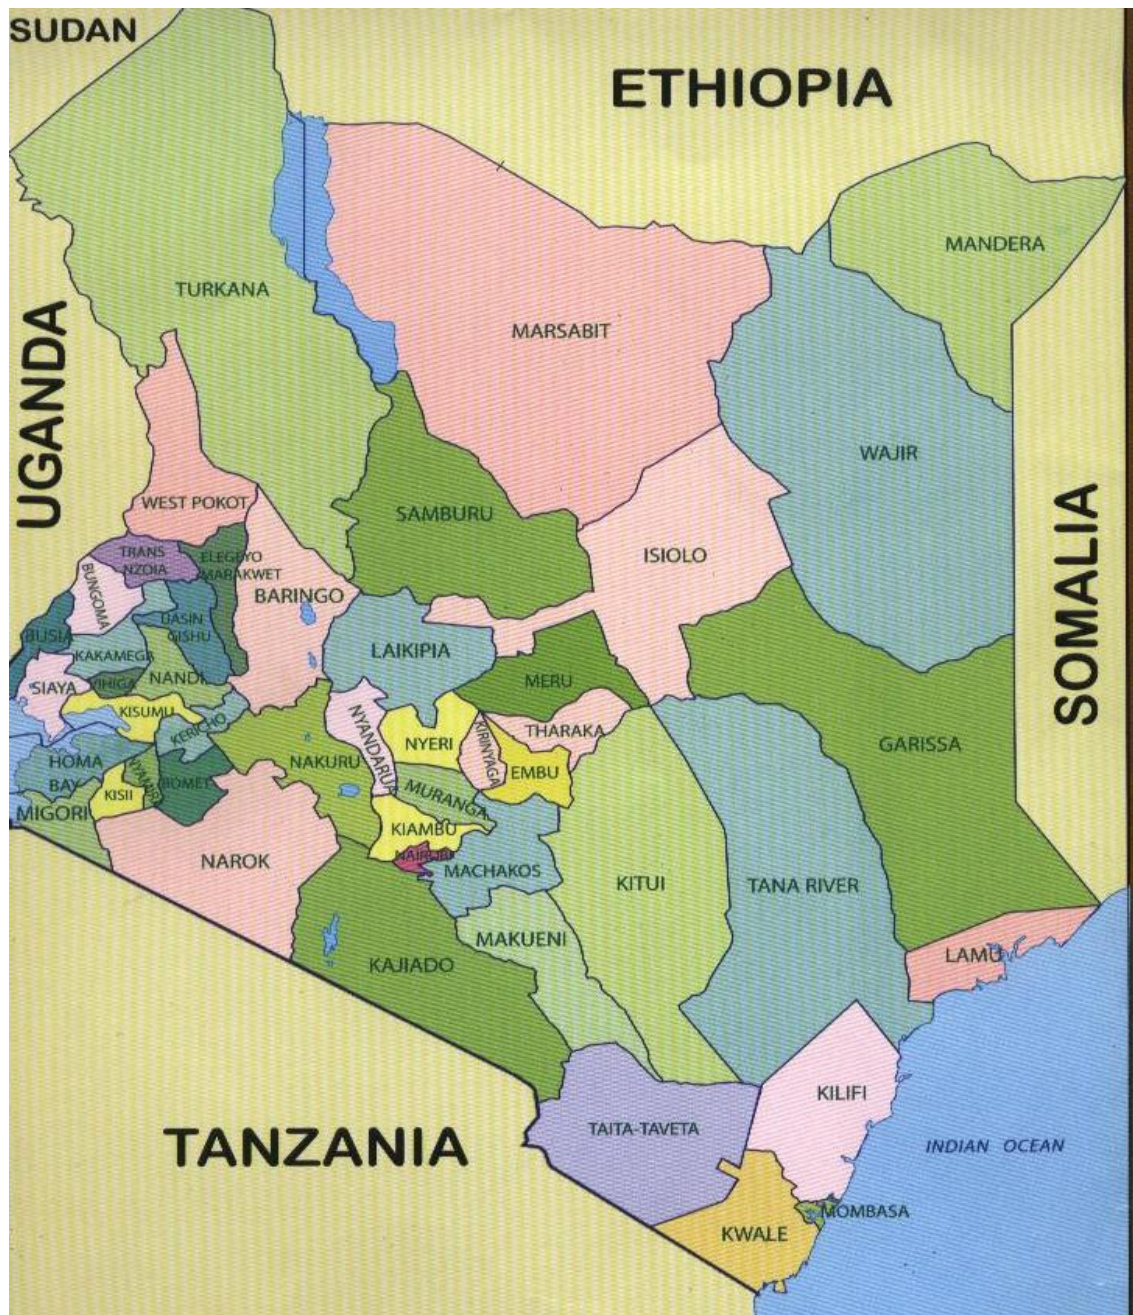 SUDAN
ETHIOPIA
MANDERA
TURKANA
MARSABIT
UGANDA
WAJIR
WEST POKOT
SAMBURU
SOMALIA
TRANS
NZOIA
ELEGEYO
MARAKWET
ISIOLO
BUNGOMA
BARINGO
UASIN
GISHU
BUSIA
KAKAMEGA
LAIKIPIA
SIAYA
VIHIGA
NANDI
MERU
KISUMU
KERICHO
NYANDARUA
NYERI
KIRINYAGA
THARAKA
GARISSA
HOMA
BAY
NYAMIRA
BOMET
NAKURU
EMBU
KISII
MURANGA
MIGORI
KIAMBU
NAROK
NAIROBI
MACHAKOS
KITUI
TANA RIVER
MAKUENI
LAMU
KAJIADO
KILIFI
TANZANIA
TAITA-TAVETA
INDIAN OCEAN
MOMBASA
KWALE